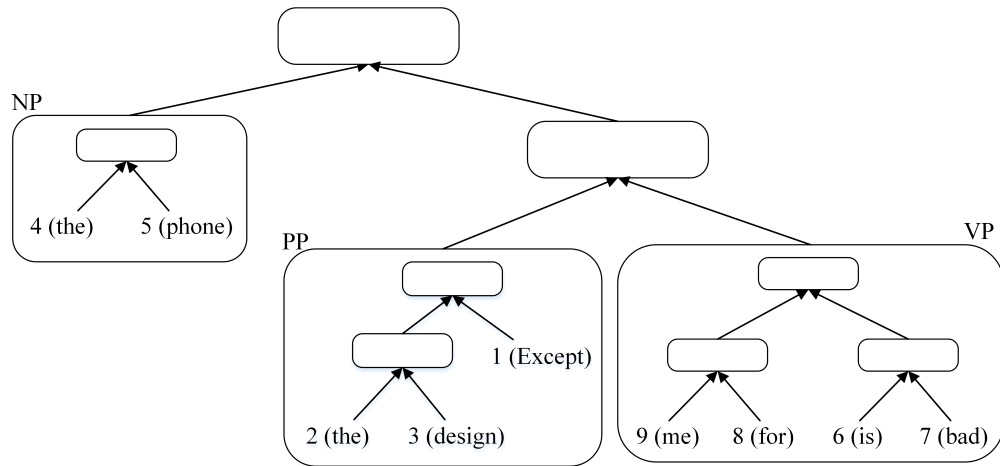 NP
4 (the) 5 (phone)
PP
VP
1 (Except)
2 (the) 3 (design)
9 (me) 8 (for) 6 (is) 7 (bad)